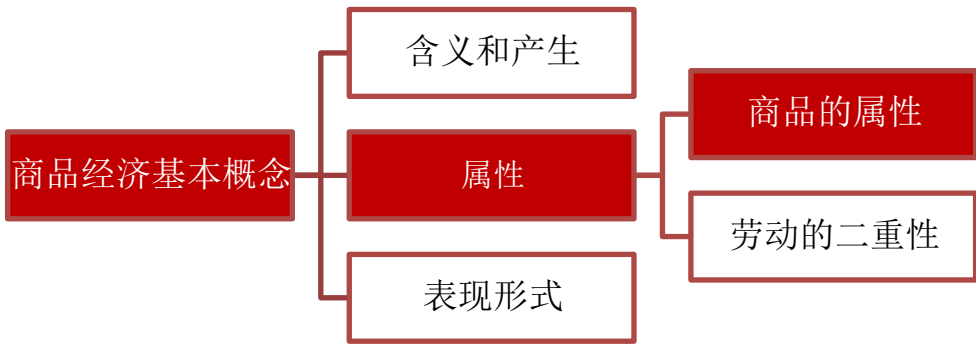 含义和产生
商品的属性
商品经济基本概念
属性
劳动的二重性
表现形式